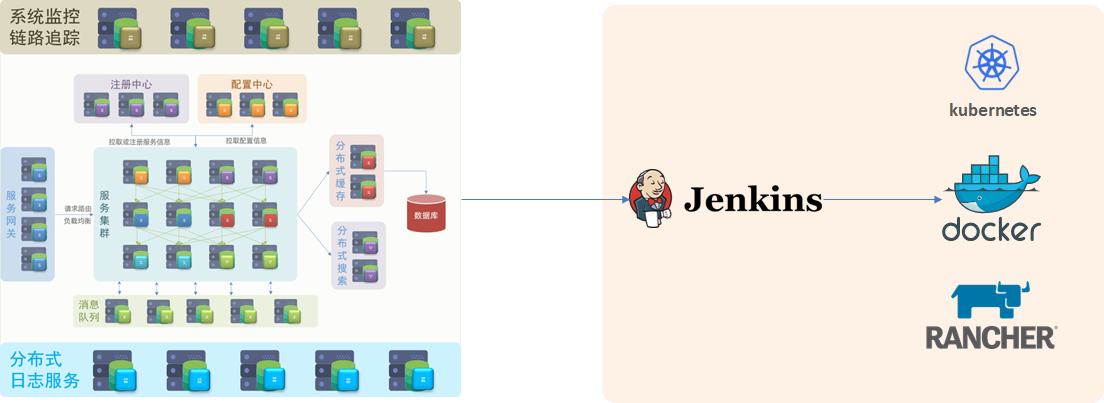 系统监控
链路追踪
注册中心
配置中心
拉取或注册服务信息
拉取配置信息
服务网关
请求路由
负载均衡
服务集群
分布式缓存
数据库
分布式搜索
消息
队列
分布式
日志服务
Jenkins
kubernetes
docker
RANCHER